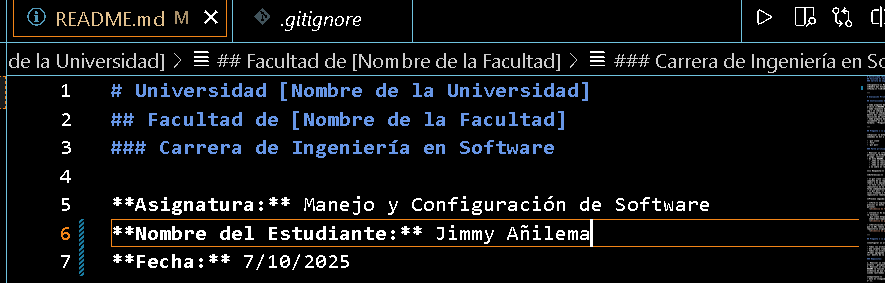 README.md M
.gitignore
de la Universidad] > ## Facultad de [Nombre de la Facultad] > ### Carrera de Ingeniería en So
1 # Universidad [Nombre de la Universidad]
2 ## Facultad de [Nombre de la Facultad]
3 ### Carrera de Ingeniería en Software
4
5 **Asignatura:** Manejo y Configuración de Software
6 **Nombre del Estudiante:** Jimmy Añilema
7 **Fecha:** 7/10/2025